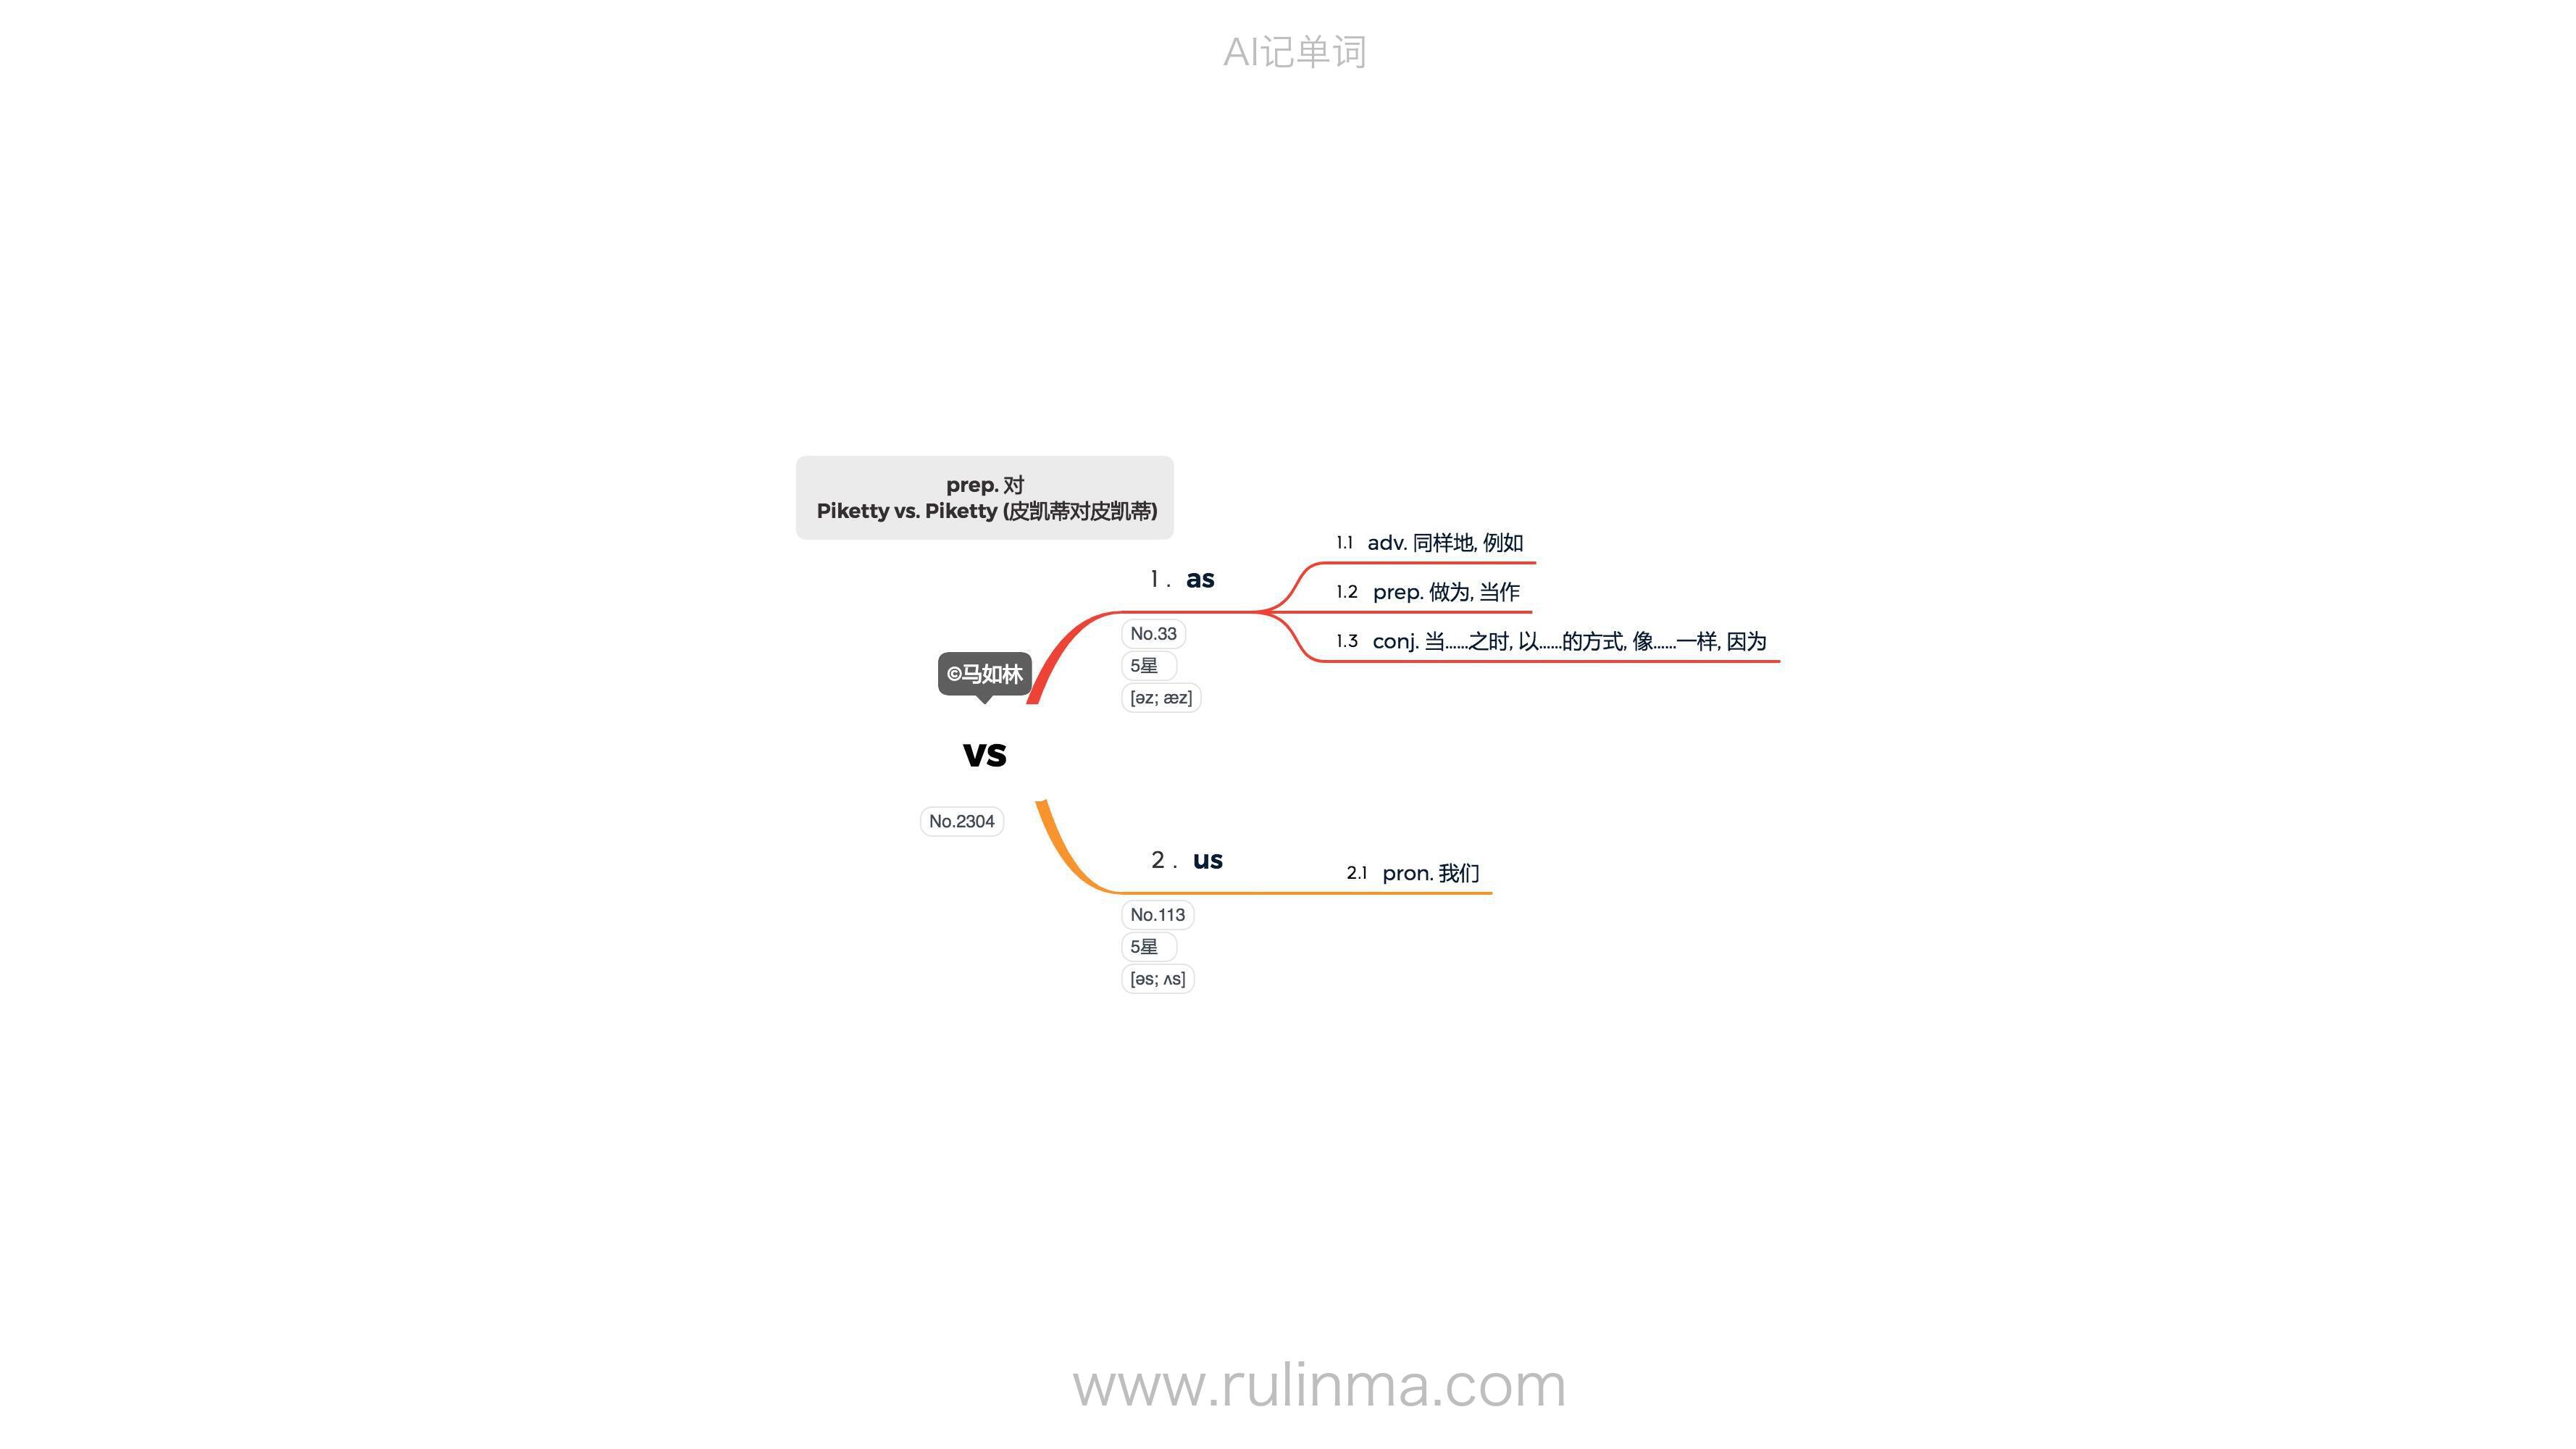 AI记单词
prep. 对
Piketty vs. Piketty (皮凯蒂对皮凯蒂)
©马如林
vs
No.2304
1. as
No.33
5星
[əz; æz]
1.1 adv. 同样地, 例如
1.2 prep. 做为, 当作
1.3 conj. 当......之时, 以......的方式, 像......一样, 因为
2. us
No.113
5星
[əs; ʌs]
2.1 pron. 我们
www.rulinma.com